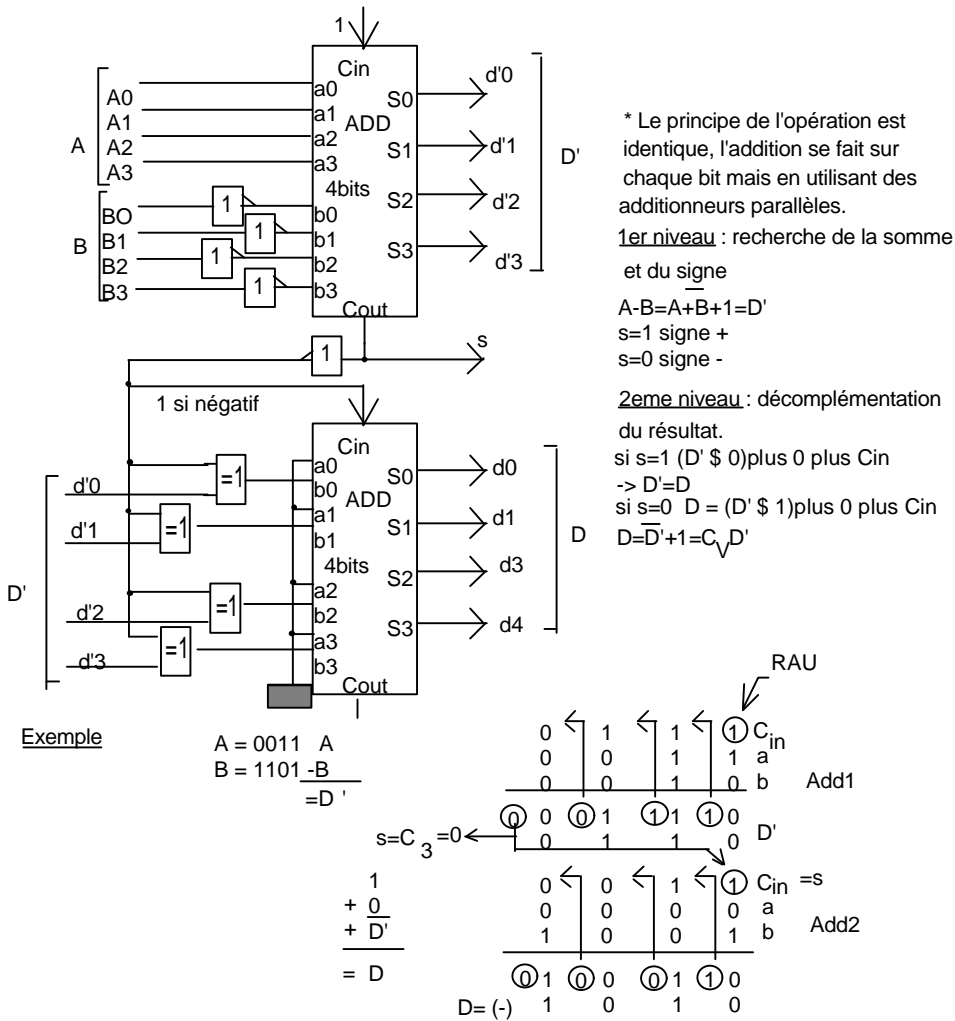 1
Cin
A
A0
A1
A2
A3
a0
a1
a2
a3
ADD
4bits
B
BO
B1
B2
B3
1
1
1
1
b0
b1
b2
b3
S0
S1
S2
S3
Cout
d'0
d'1
d'2
d'3
D'
1
s
1 si négatif
* Le principe de l'opération est
identique, l'addition se fait sur
chaque bit mais en utilisant des
additionneurs parallèles.
1er niveau : recherche de la somme
et du signe
A-B=A+B̅+1=D'
s=1 signe +
s=0 signe -
2eme niveau : décomplémentation
du résultat.
si s=1 (D' $ 0)plus 0 plus Cin
-> D'=D
si s=0 D = (D' $ 1)plus 0 plus Cin
D=D̅'+1=C√D'
D'
d'0
d'1
d'2
d'3
=1
=1
=1
=1
Cin
a0
b0
a1
b1
a2
b2
a3
b3
ADD
4bits
S0
S1
S2
S3
Cout
d0
d1
d3
d4
D
Exemple
A = 0011 A
B = 1101 -B
=D '
RAU
0 1 1 1 Cin
0 0 1 1 a
0 0 1 0 b Add1
0 0 0 1 1 1 1 0
0 1 1 0 D'
s=C3=0
0 0 1 1 Cin =s
0 0 0 0 a
1 0 0 1 b Add2
0 1 0 0 0 1 1 0
D= (-) 1 0 1 0
1
+ 0
+ D̅'
= D